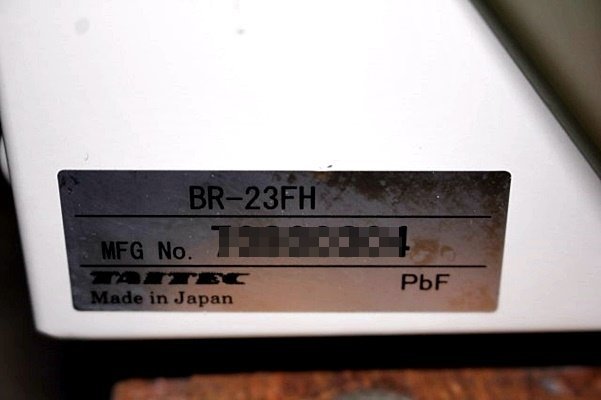 BR-23FH
MFG No.
TAITEC
PbF
Made in Japan